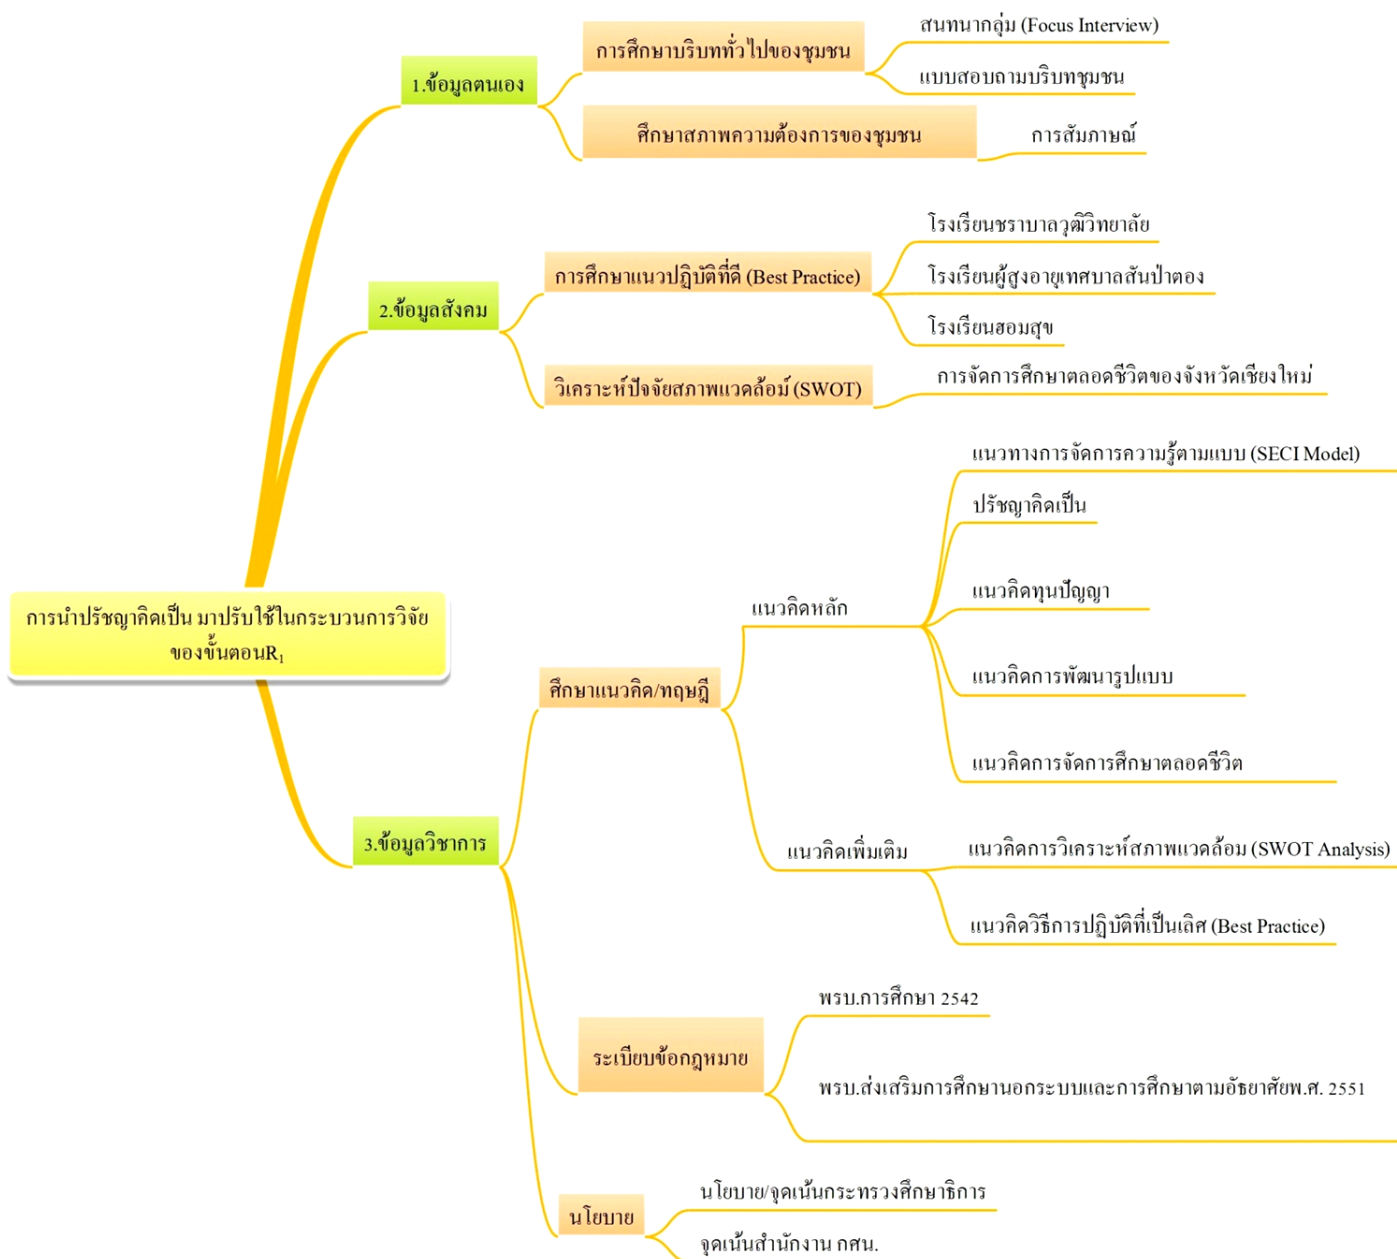 สนทนากลุ่ม (Focus Interview)
การศึกษาบริบททั่วไปของชุมชน
แบบสอบถามบริบทชุมชน
1.ข้อมูลตนเอง
ศึกษาสภาพความต้องการของชุมชน
การสัมภาษณ์
โรงเรียนชราบาลวุฒิวิทยาลัย
การศึกษาแนวปฏิบัติที่ดี (Best Practice)
โรงเรียนผู้สูงอายุเทศบาลสันป่าตอง
2.ข้อมูลสังคม
โรงเรียนฮอมสุข
วิเคราะห์ปัจจัยสภาพแวดล้อม์ (SWOT)
การจัดการศึกษาตลอดชีวิตของจังหวัดเชียงใหม่
แนวทางการจัดการความรู้ตามแบบ (SECI Model)
ปรัชญาคิดเป็น
แนวคิดทุนปัญญา
แนวคิดหลัก
การนำปรัชญาคิดเป็น มาปรับใช้ในกระบวนการวิจัย
ของขั้นตอนR₁
ศึกษาแนวคิด/ทฤษฎี
แนวคิดการพัฒนารูปแบบ
แนวคิดการจัดการศึกษาตลอดชีวิต
3.ข้อมูลวิชาการ
แนวคิดเพิ่มเติม
แนวคิดการวิเคราะห์สภาพแวดล้อม (SWOT Analysis)
แนวคิดวิธีการปฏิบัติที่เป็นเลิศ (Best Practice)
พรบ.การศึกษา 2542
ระเบียบข้อกฎหมาย
พรบ.ส่งเสริมการศึกษานอกระบบและการศึกษาตามอัธยาศัยพ.ศ. 2551
นโยบาย/จุดเน้นกระทรวงศึกษาธิการ
นโยบาย
จุดเน้นสำนักงาน กศน.